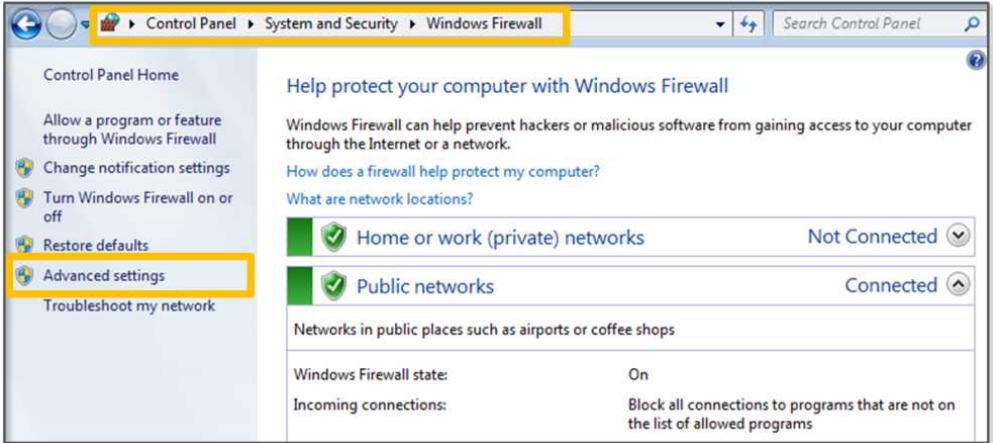 Control Panel ▸ System and Security ▸ Windows Firewall
Search Control Panel
Control Panel Home
Allow a program or feature
through Windows Firewall
Change notification settings
Turn Windows Firewall on or
off
Restore defaults
Advanced settings
Troubleshoot my network
Help protect your computer with Windows Firewall
Windows Firewall can help prevent hackers or malicious software from gaining access to your computer
through the Internet or a network.
How does a firewall help protect my computer?
What are network locations?
Home or work (private) networks Not Connected
Public networks Connected
Networks in public places such as airports or coffee shops
Windows Firewall state: On
Incoming connections: Block all connections to programs that are not on
the list of allowed programs